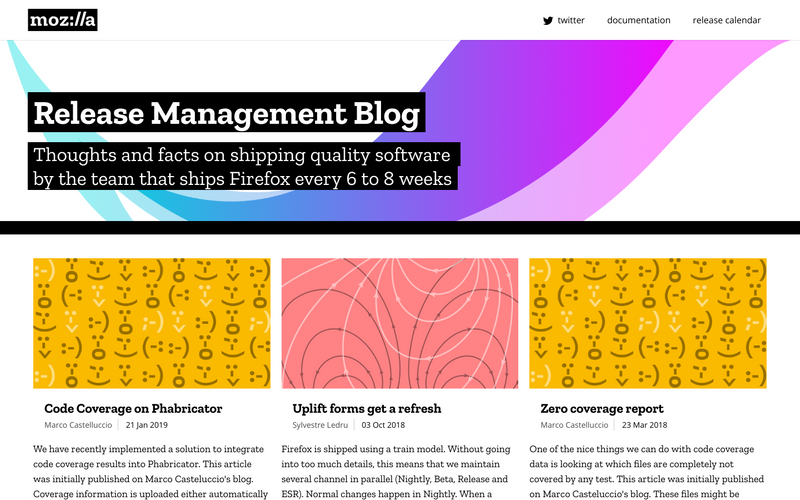 moz://a
twitter documentation release calendar
Release Management Blog
Thoughts and facts on shipping quality software
by the team that ships Firefox every 6 to 8 weeks
Code Coverage on Phabricator
Marco Castelluccio 21 Jan 2019
We have recently implemented a solution to integrate
code coverage results into Phabricator. This article
was initially published on Marco Casteluccio's blog.
Coverage information is uploaded either automatically
Uplift forms get a refresh
Sylvestre Ledru 03 Oct 2018
Firefox is shipped using a train model. Without going
into too much details, this means that we maintain
several channel in parallel (Nightly, Beta, Release and
ESR). Normal changes happen in Nightly. When a
Zero coverage report
Marco Castelluccio 23 Mar 2018
One of the nice things we can do with code coverage
data is looking at which files are completely not
covered by any test. This article was initially published
on Marco Casteluccio's blog. These files might be